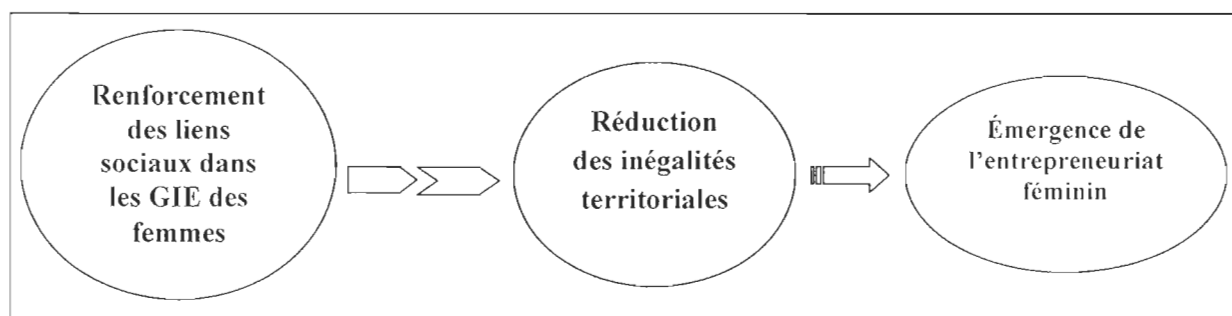 Renforcement
des liens
sociaux dans
les GIE des
femmes
Réduction
des inégalités
territoriales
Émergence de
l'entrepreneuriat
féminin